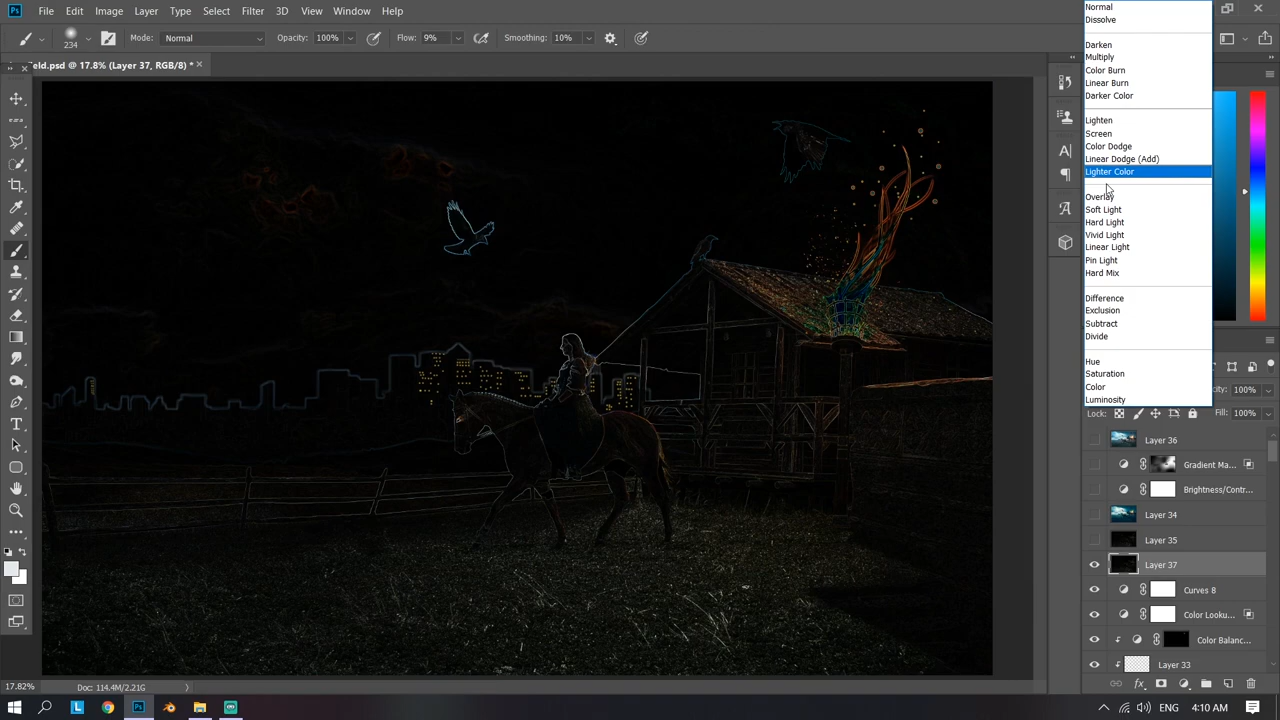 Ps File Edit Image Layer Type Select Filter 3D View Window Help
234 Mode: Normal Opacity: 100% Flow: 9% Smoothing: 10%
eld.psd @ 17.8% (Layer 37, RGB/8) *
Normal
Dissolve
Darken
Multiply
Color Burn
Linear Burn
Darker Color
Lighten
Screen
Color Dodge
Linear Dodge (Add)
Lighter Color
Overlay
Soft Light
Hard Light
Vivid Light
Linear Light
Pin Light
Hard Mix
Difference
Exclusion
Subtract
Divide
Hue
Saturation
Color
Luminosity
100%
Lock: Fill: 100%
Layer 36
Gradient Ma...
Brightness/Contr...
Layer 34
Layer 35
Layer 37
Curves 8
Color Looku...
Color Balanc...
Layer 33
17.82% Doc: 114.4M/2.21G
ENG 4:10 AM